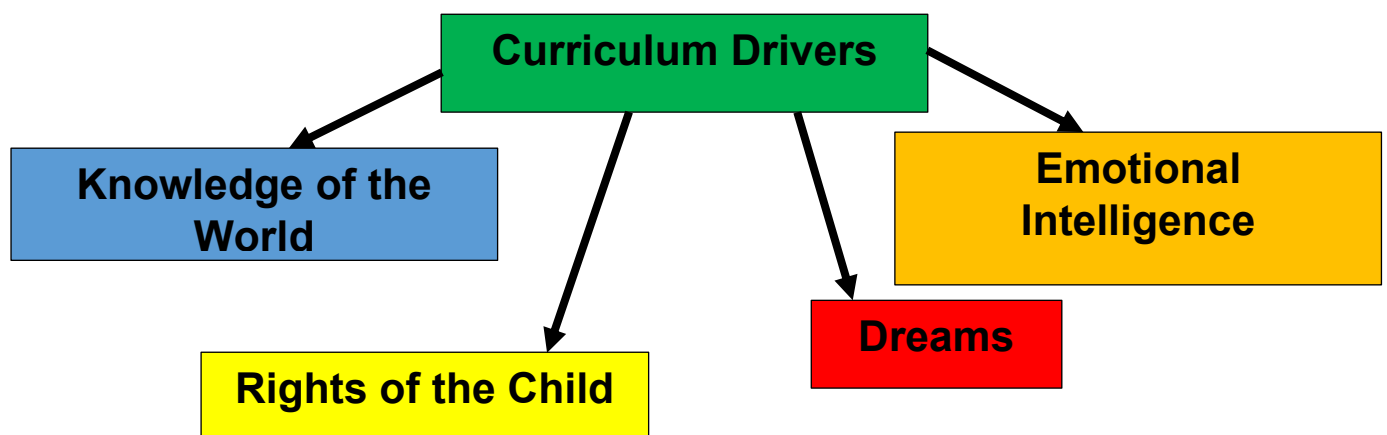 Curriculum Drivers
Knowledge of the
World
Emotional
Intelligence
Rights of the Child
Dreams